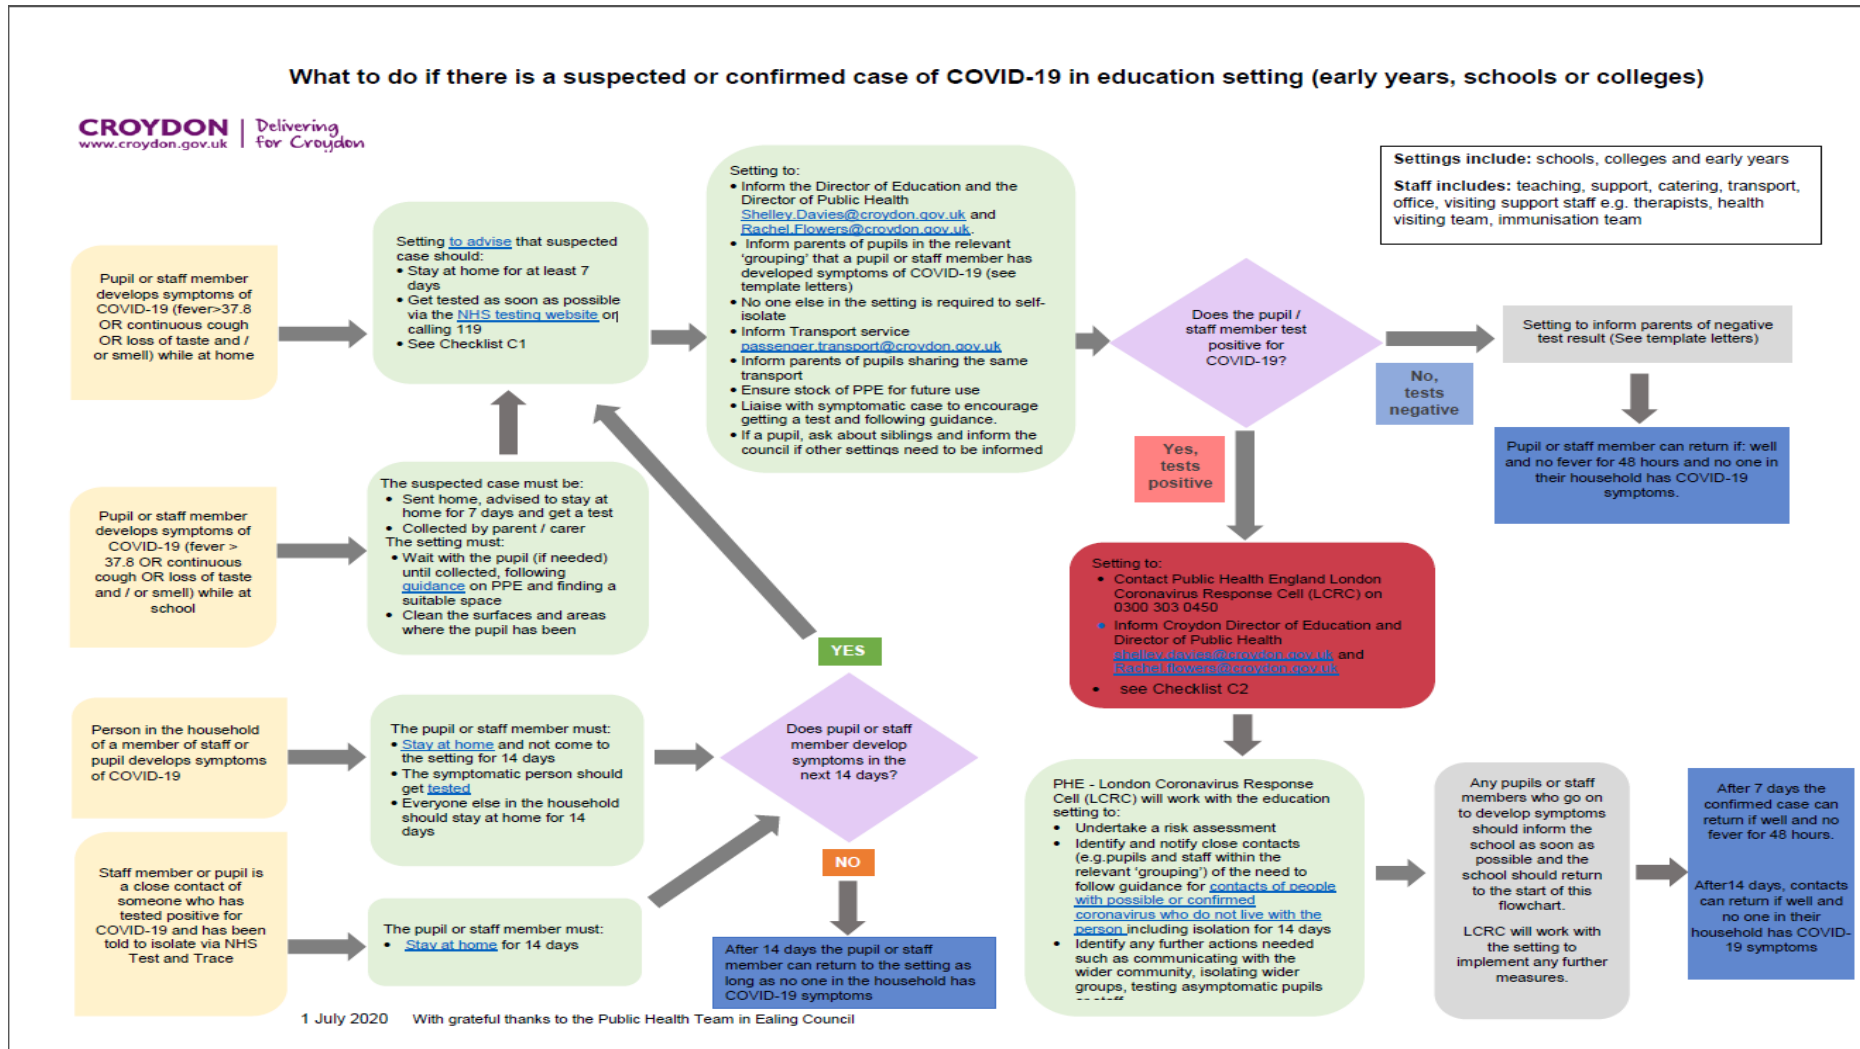 What to do if there is a suspected or confirmed case of COVID-19 in education setting (early years, schools or colleges)
CROYDON
www.croydon.gov.uk
Delivering
for Croydon
Settings include: schools, colleges and early years
Staff includes: teaching, support, catering, transport,
office, visiting support staff e.g. therapists, health
visiting team, immunisation team
Pupil or staff member
develops symptoms of
COVID-19 (fever>37.8
OR continuous cough
OR loss of taste and /
or smell) while at home
Setting to advise that suspected
case should:
• Stay at home for at least 7
days
• Get tested as soon as possible
via the NHS testing website or
calling 119
• See Checklist C1
Setting to:
• Inform the Director of Education and the
Director of Public Health
Shelley.Davies@croydon.gov.uk and
Rachel.Flowers@croydon.gov.uk.
• Inform parents of pupils in the relevant
'grouping' that a pupil or staff member has
developed symptoms of COVID-19 (see
template letters)
• No one else in the setting is required to self-
isolate
• Inform Transport service
passenger.transport@croydon.gov.uk
• Inform parents of pupils sharing the same
transport
• Ensure stock of PPE for future use
• Liaise with symptomatic case to encourage
getting a test and following guidance.
• If a pupil, ask about siblings and inform the
council if other settings need to be informed
Does the pupil /
staff member test
positive for
COVID-19?
No,
tests
negative
Setting to inform parents of negative
test result (See template letters)
Pupil or staff member can return if: well
and no fever for 48 hours and no one in
their household has COVID-19
symptoms.
Yes,
tests
positive
Pupil or staff member
develops symptoms of
COVID-19 (fever >
37.8 OR continuous
cough OR loss of taste
and / or smell) while at
school
The suspected case must be:
• Sent home, advised to stay at
home for 7 days and get a test
• Collected by parent / carer
The setting must:
• Wait with the pupil (if needed)
until collected, following
guidance on PPE and finding a
suitable space
• Clean the surfaces and areas
where the pupil has been
Setting to:
• Contact Public Health England London
Coronavirus Response Cell (LCRC) on
0300 303 0450
• Inform Croydon Director of Education and
Director of Public Health
shelley.davies@croydon.gov.uk and
Rachel.flowers@croydon.gov.uk
• see Checklist C2
YES
Person in the household
of a member of staff or
pupil develops symptoms
of COVID-19
The pupil or staff member must:
• Stay at home and not come to
the setting for 14 days
• The symptomatic person should
get tested
• Everyone else in the household
should stay at home for 14
days
Does pupil or staff
member develop
symptoms in the
next 14 days?
NO
Staff member or pupil is
a close contact of
someone who has
tested positive for
COVID-19 and has been
told to isolate via NHS
Test and Trace
The pupil or staff member must:
• Stay at home for 14 days
After 14 days the pupil or staff
member can return to the setting as
long as no one in the household has
COVID-19 symptoms
PHE - London Coronavirus Response
Cell (LCRC) will work with the education
setting to:
• Undertake a risk assessment
• Identify and notify close contacts
(e.g.pupils and staff within the
relevant 'grouping') of the need to
follow guidance for contacts of people
with possible or confirmed
coronavirus who do not live with the
person including isolation for 14 days
• Identify any further actions needed
such as communicating with the
wider community, isolating wider
groups, testing asymptomatic pupils
or staff
Any pupils or staff
members who go on
to develop symptoms
should inform the
school as soon as
possible and the
school should return
to the start of this
flowchart.
LCRC will work with
the setting to
implement any further
measures.
After 7 days the
confirmed case can
return if well and no
fever for 48 hours.
After14 days, contacts
can return if well and
no one in their
household has COVID-
19 symptoms
1 July 2020 With grateful thanks to the Public Health Team in Ealing Council